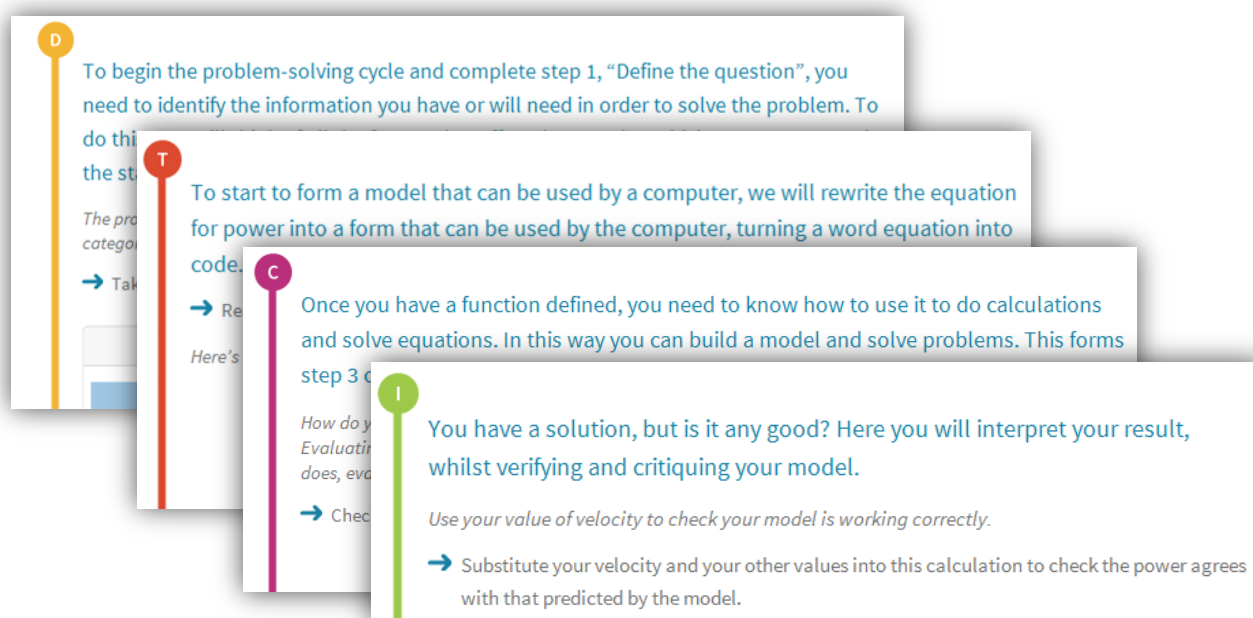 D
To begin the problem-solving cycle and complete step 1, “Define the question”, you
need to identify the information you have or will need in order to solve the problem. To
do thi
the sta
The pro
catego
Tak
T
To start to form a model that can be used by a computer, we will rewrite the equation
for power into a form that can be used by the computer, turning a word equation into
code.
Re
Here's
C
Once you have a function defined, you need to know how to use it to do calculations
and solve equations. In this way you can build a model and solve problems. This forms
step 3
How do y
Evaluatin
does, eva
Chec
I
You have a solution, but is it any good? Here you will interpret your result,
whilst verifying and critiquing your model.
Use your value of velocity to check your model is working correctly.
Substitute your velocity and your other values into this calculation to check the power agrees
with that predicted by the model.